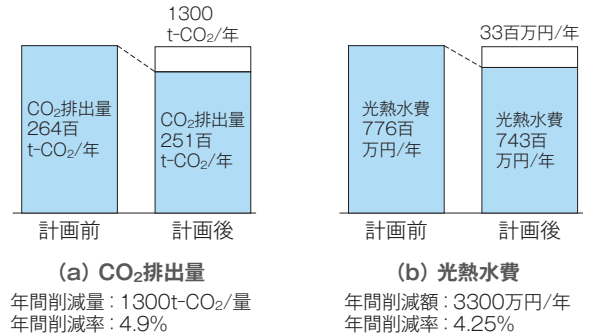 1300
t-CO₂/年
CO₂排出量
264百
t-CO₂/年
CO₂排出量
251百
t-CO₂/年
計画前
計画後
(a) CO₂排出量
年間削減量：1300t-CO₂/量
年間削減率：4.9%
33百万円/年
光熱水費
776百
万円/年
光熱水費
743百
万円/年
計画前
計画後
(b) 光熱水費
年間削減額：3300万円/年
年間削減率：4.25%